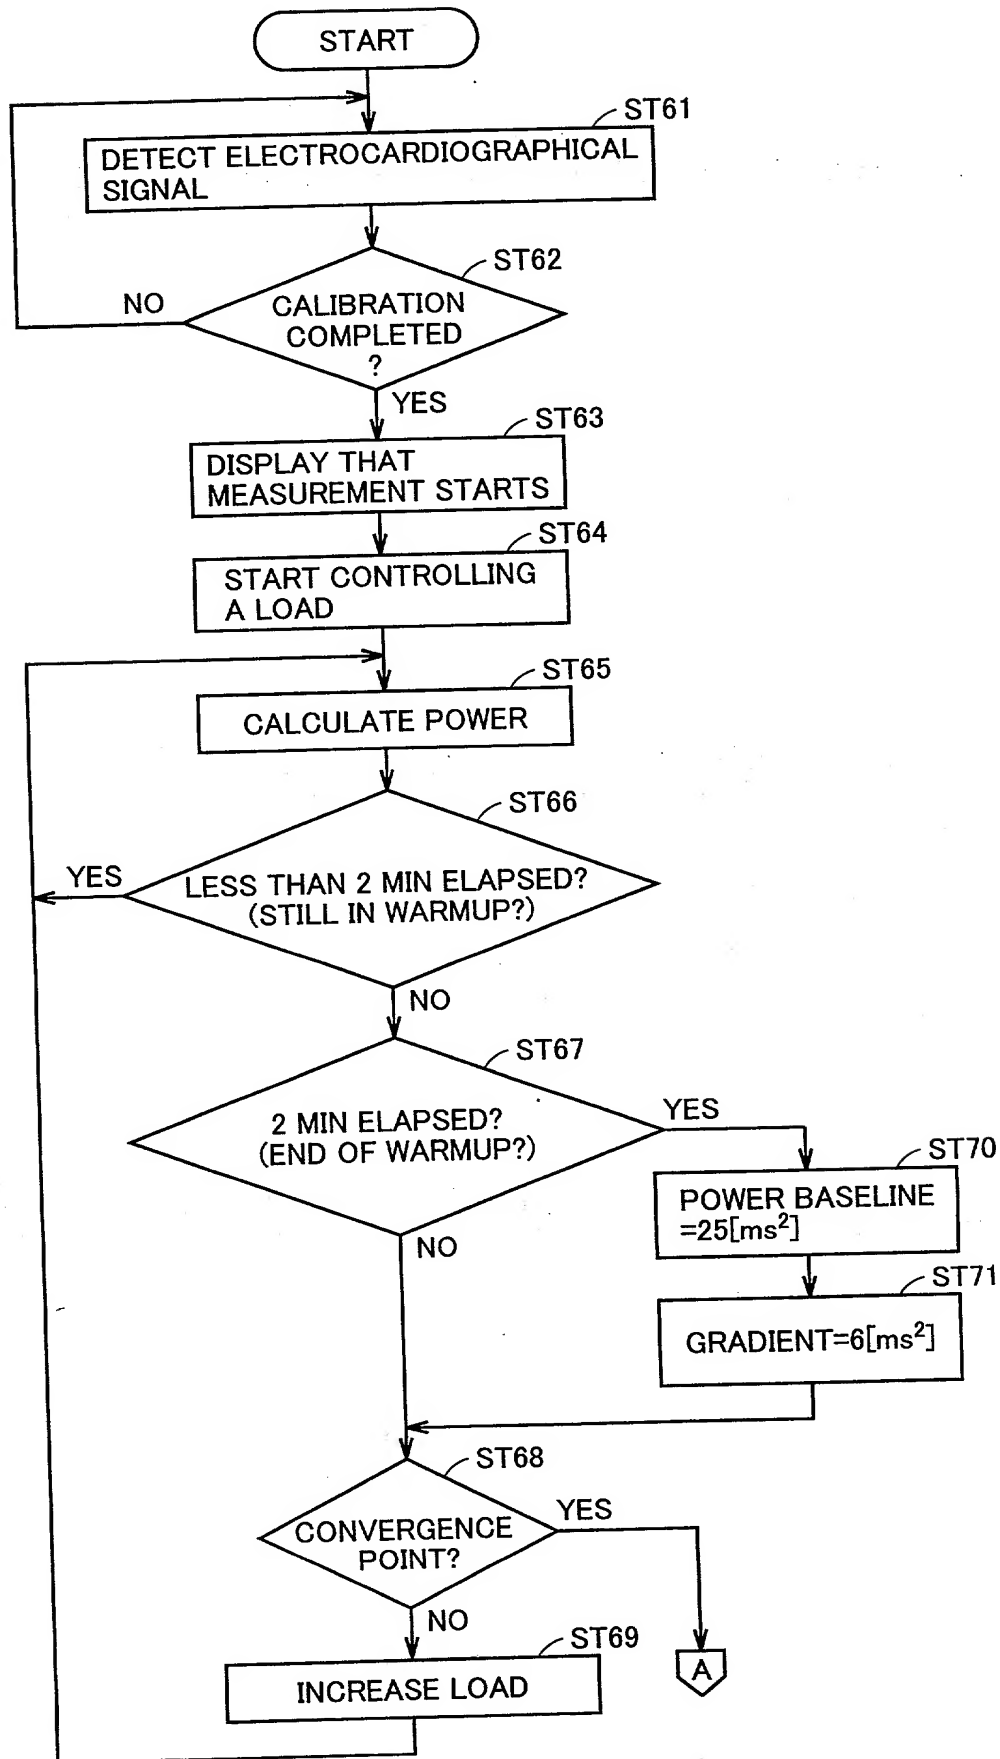 START
ST61
DETECT ELECTROCARDIOGRAPHICAL
SIGNAL
ST62
NO
CALIBRATION
COMPLETED
?
YES
ST63
DISPLAY THAT
MEASUREMENT STARTS
ST64
START CONTROLLING
A LOAD
ST65
CALCULATE POWER
ST66
YES
LESS THAN 2 MIN ELAPSED?
(STILL IN WARMUP?)
NO
ST67
2 MIN ELAPSED?
(END OF WARMUP?)
YES
ST70
POWER BASELINE
=25[ms²]
NO
ST71
GRADIENT=6[ms²]
ST68
YES
CONVERGENCE
POINT?
NO
ST69
A
INCREASE LOAD